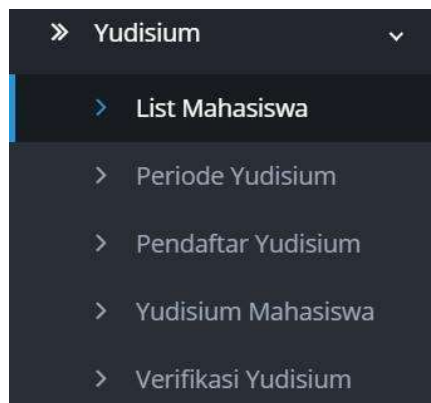 Yudisium
List Mahasiswa
Periode Yudisium
Pendaftar Yudisium
Yudisium Mahasiswa
Verifikasi Yudisium